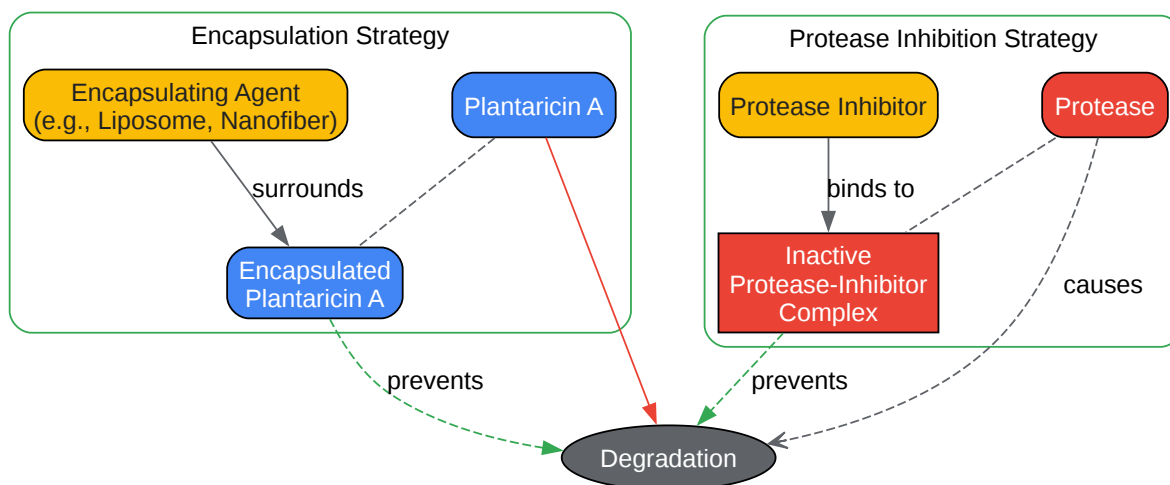 Encapsulation Strategy
Encapsulating Agent
(e.g., Liposome, Nanofiber)
Plantaricin A
surrounds
Encapsulated
Plantaricin A
prevents
Protease Inhibition Strategy
Protease Inhibitor
Protease
binds to
Inactive
Protease-Inhibitor
Complex
causes
prevents
Degradation